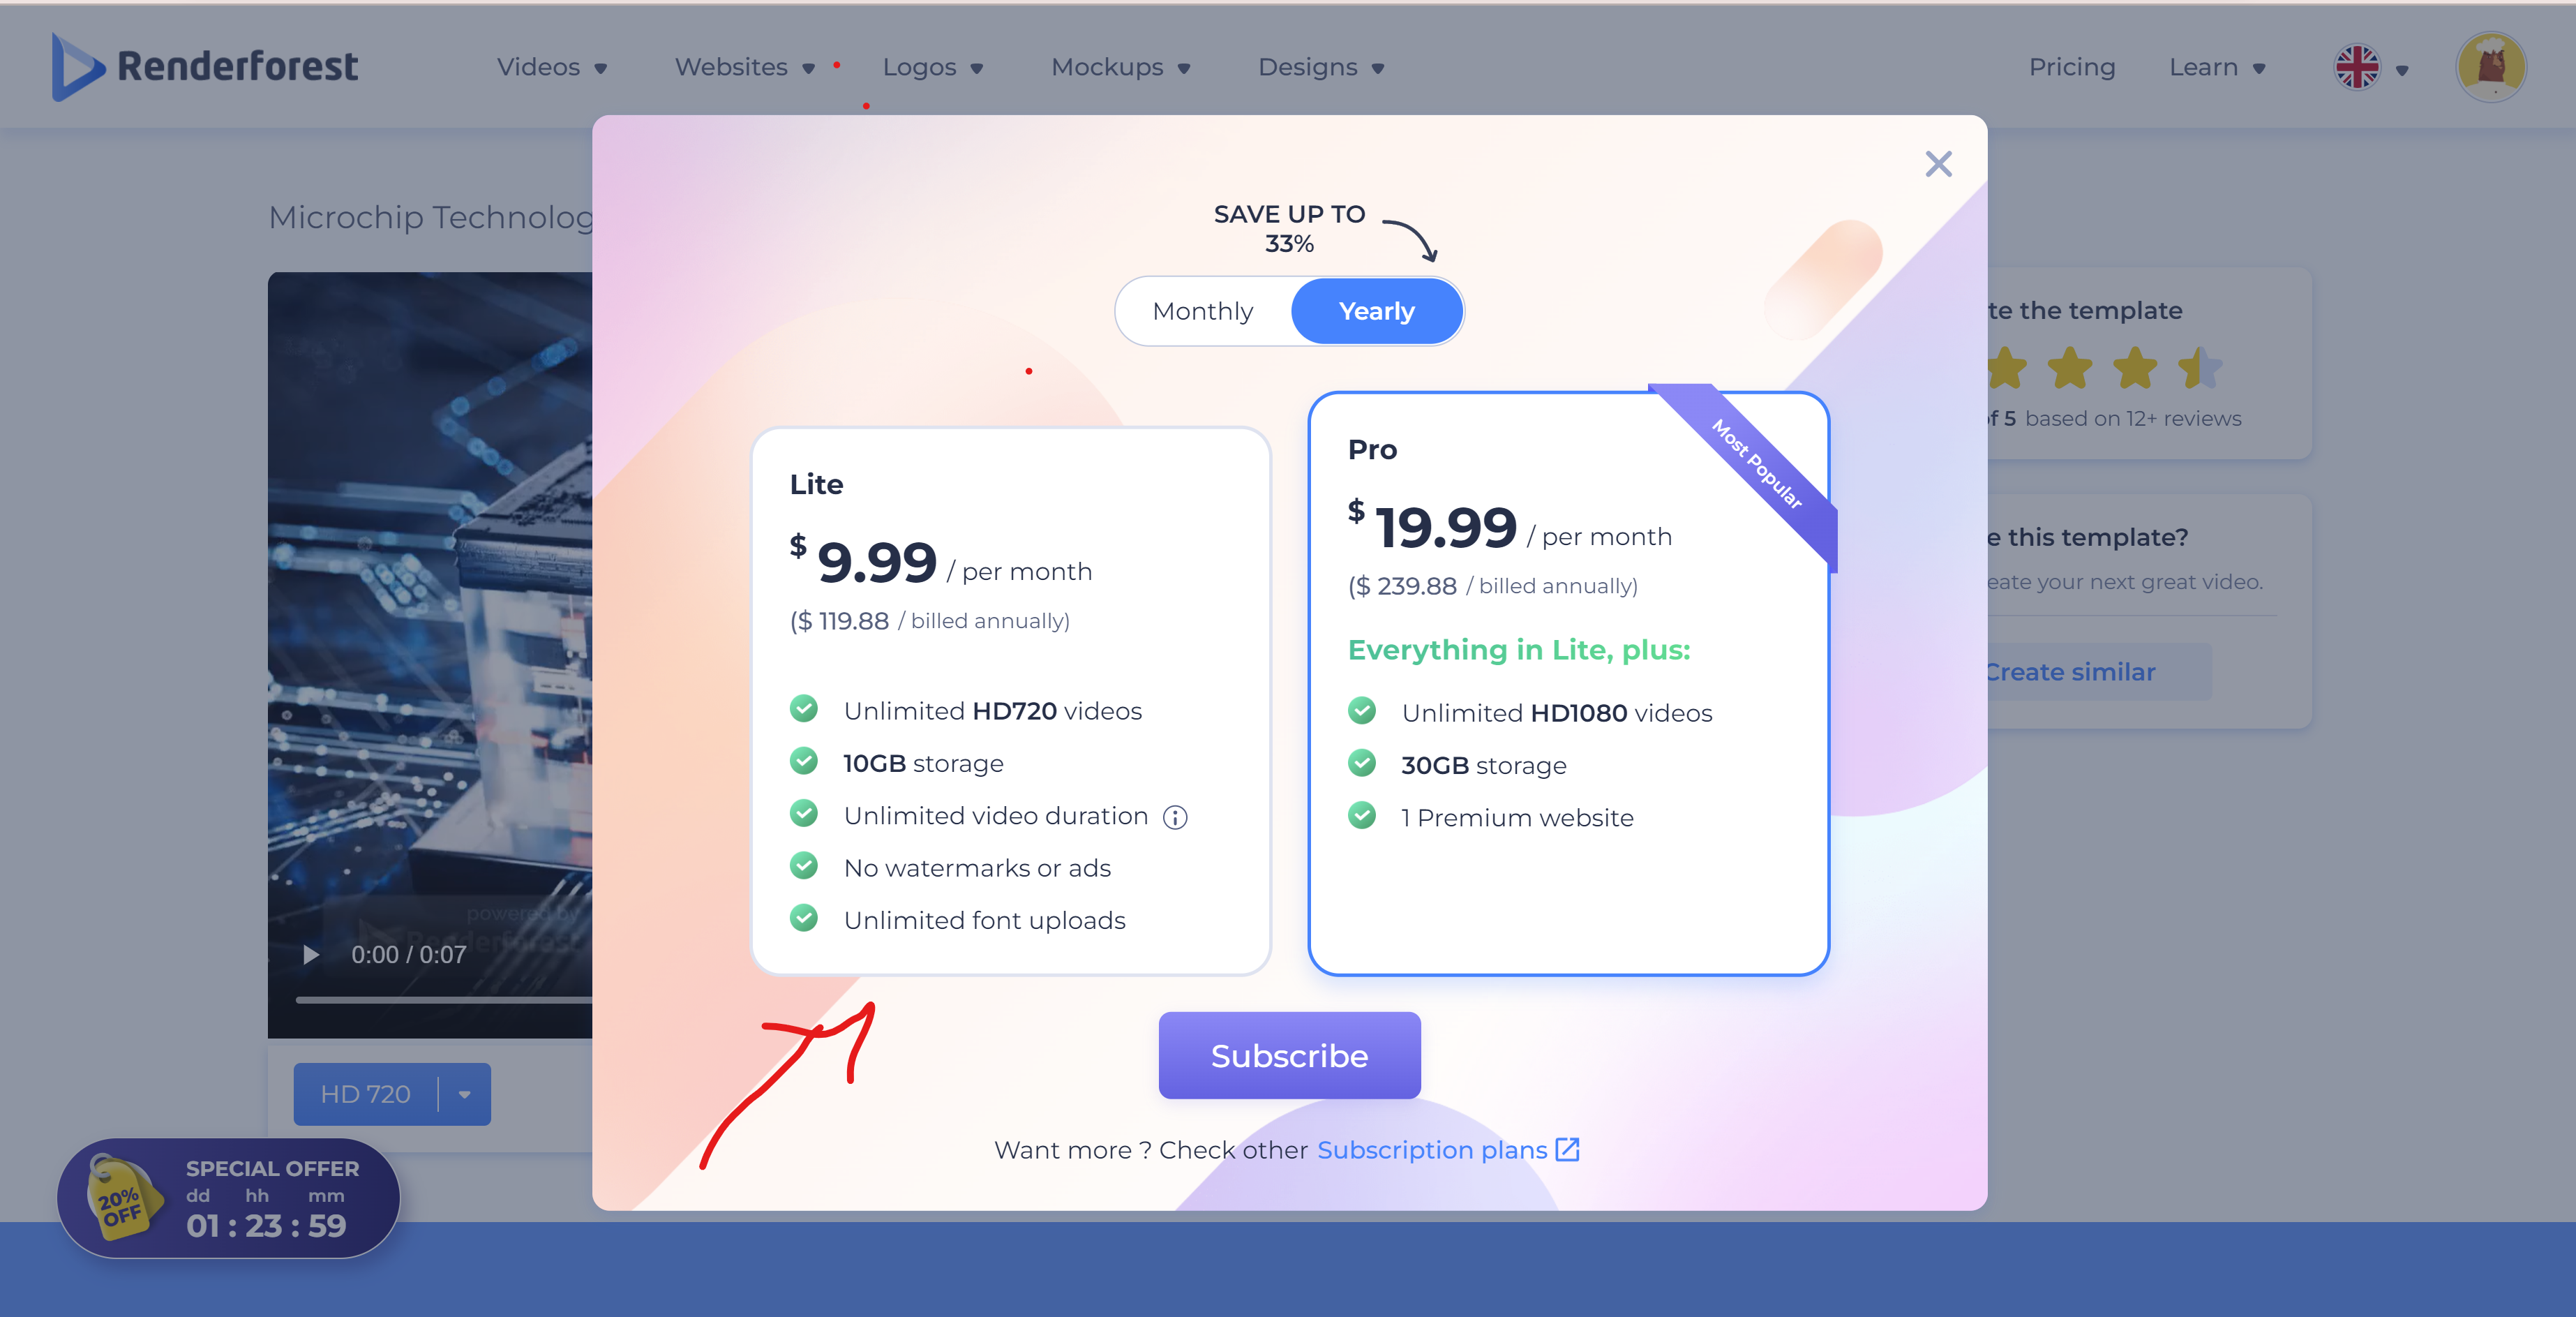 Renderforest
Videos
Websites
Logos
Mockups
Designs
Pricing
Learn
Microchip Technolog
SAVE UP TO
33%
Monthly
Yearly
Lite
$ 9.99 / per month
($ 119.88 / billed annually)
Unlimited HD720 videos
10GB storage
Unlimited video duration
No watermarks or ads
Unlimited font uploads
Most Popular
Pro
$ 19.99 / per month
($ 239.88 / billed annually)
Everything in Lite, plus:
Unlimited HD1080 videos
30GB storage
1 Premium website
Subscribe
Want more ? Check other Subscription plans
te the template
of 5 based on 12+ reviews
e this template?
eate your next great video.
Create similar
powered by
Renderforest
0:00 / 0:07
HD 720
20%
OFF
SPECIAL OFFER
dd hh mm
01 : 23 : 59